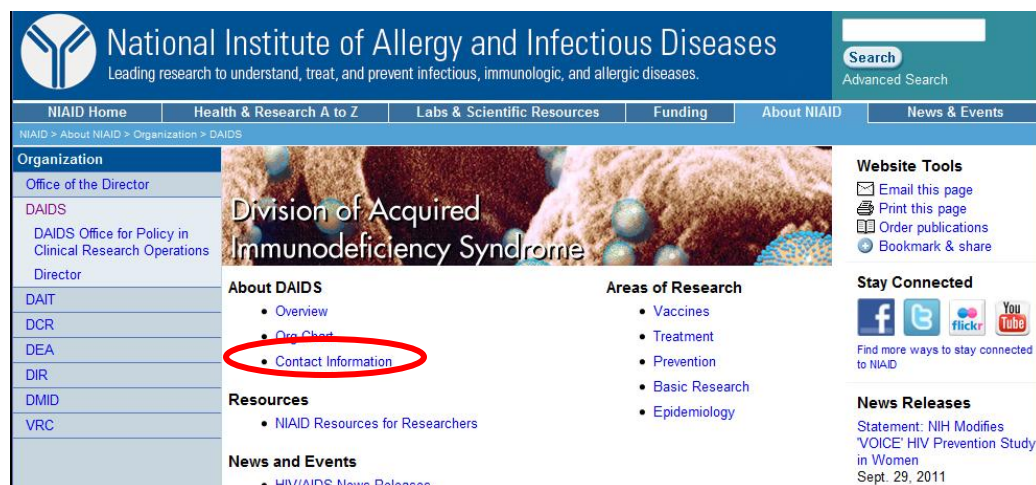 National Institute of Allergy and Infectious Diseases
Leading research to understand, treat, and prevent infectious, immunologic, and allergic diseases.
Search
Advanced Search
NIAID Home
Health & Research A to Z
Labs & Scientific Resources
Funding
About NIAID
News & Events
NIAID > About NIAID > Organization > DAIDS
Organization
Office of the Director
DAIDS
DAIDS Office for Policy in
Clinical Research Operations
Director
DAIT
DCR
DEA
DIR
DMID
VRC
Division of Acquired
Immunodeficiency Syndrome
About DAIDS
Overview
Org Chart
Contact Information
Resources
NIAID Resources for Researchers
News and Events
HIV/AIDS News Releases
Areas of Research
Vaccines
Treatment
Prevention
Basic Research
Epidemiology
Website Tools
Email this page
Print this page
Order publications
Bookmark & share
Stay Connected
flickr
You
Tube
Find more ways to stay connected
to NIAID
News Releases
Statement: NIH Modifies
'VOICE' HIV Prevention Study
in Women
Sept. 29, 2011